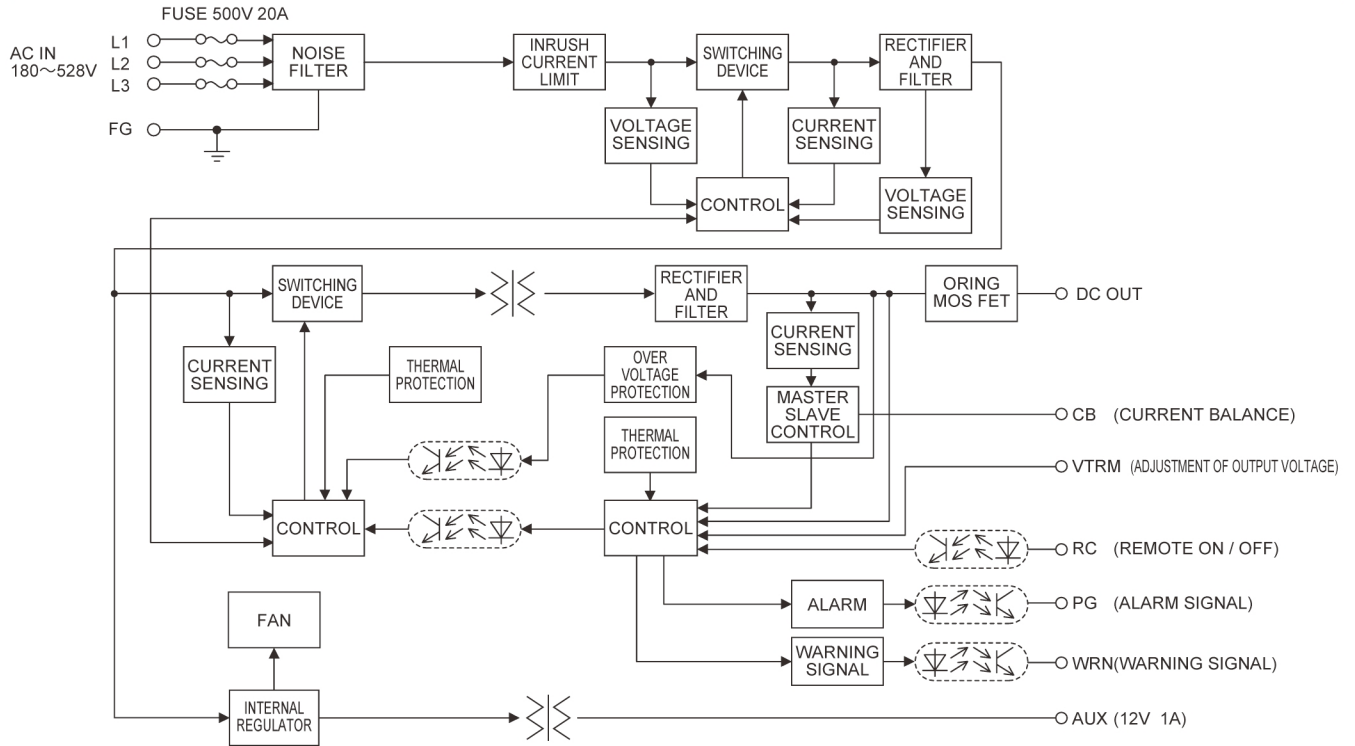 FUSE 500V 20A
AC IN
180～528V
L1
L2
L3
FG
NOISE
FILTER
INRUSH
CURRENT
LIMIT
SWITCHING
DEVICE
RECTIFIER
AND
FILTER
VOLTAGE
SENSING
CURRENT
SENSING
CONTROL
VOLTAGE
SENSING
SWITCHING
DEVICE
RECTIFIER
AND
FILTER
ORING
MOS FET
DC OUT
CURRENT
SENSING
CURRENT
SENSING
THERMAL
PROTECTION
OVER
VOLTAGE
PROTECTION
MASTER
SLAVE
CONTROL
CB (CURRENT BALANCE)
THERMAL
PROTECTION
VTRM (ADJUSTMENT OF OUTPUT VOLTAGE)
CONTROL
CONTROL
RC (REMOTE ON / OFF)
ALARM
PG (ALARM SIGNAL)
FAN
WARNING
SIGNAL
WRN(WARNING SIGNAL)
INTERNAL
REGULATOR
AUX (12V 1A)